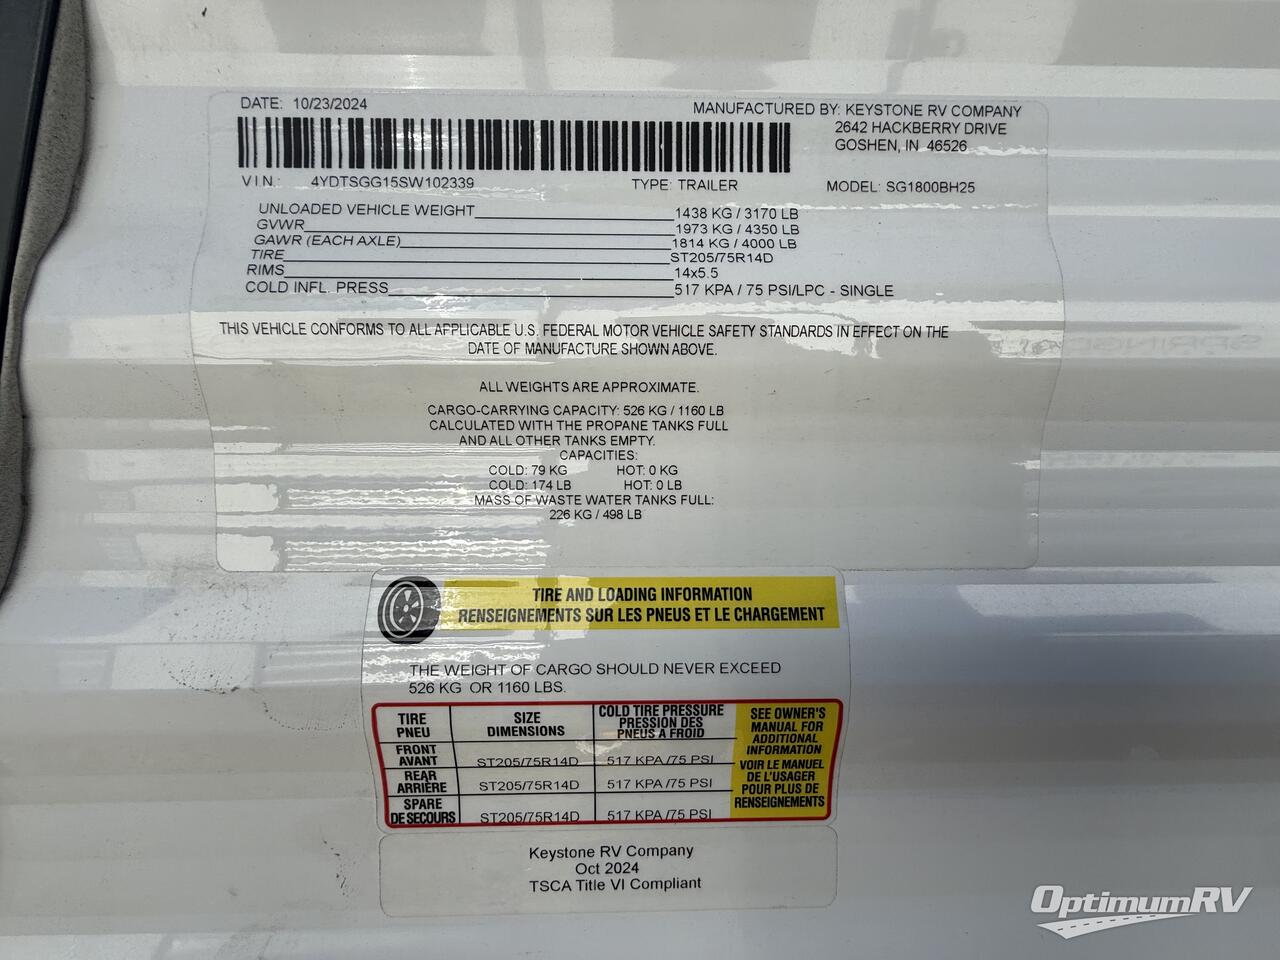 DATE: 10/23/2024
MANUFACTURED BY: KEYSTONE RV COMPANY
2642 HACKBERRY DRIVE
GOSHEN, IN 46526
V I N.: 4YDTSGG15SW102339 TYPE: TRAILER MODEL: SG1800BH25
UNLOADED VEHICLE WEIGHT 1438 KG / 3170 LB
GVWR 1973 KG / 4350 LB
GAWR (EACH AXLE) 1814 KG / 4000 LB
TIRE ST205/75R14D
RIMS 14x5.5
COLD INFL. PRESS 517 KPA / 75 PSI/LPC - SINGLE
THIS VEHICLE CONFORMS TO ALL APPLICABLE U.S. FEDERAL MOTOR VEHICLE SAFETY STANDARDS IN EFFECT ON THE
DATE OF MANUFACTURE SHOWN ABOVE.
ALL WEIGHTS ARE APPROXIMATE.
CARGO-CARRYING CAPACITY: 526 KG / 1160 LB
CALCULATED WITH THE PROPANE TANKS FULL
AND ALL OTHER TANKS EMPTY.
CAPACITIES:
COLD: 79 KG HOT: 0 KG
COLD: 174 LB HOT: 0 LB
MASS OF WASTE WATER TANKS FULL:
226 KG / 498 LB
TIRE AND LOADING INFORMATION
RENSEIGNEMENTS SUR LES PNEUS ET LE CHARGEMENT
THE WEIGHT OF CARGO SHOULD NEVER EXCEED
526 KG OR 1160 LBS.
TIRE
PNEU
SIZE
DIMENSIONS
COLD TIRE PRESSURE
PRESSION DES
PNEUS A FROID
FRONT
AVANT
ST205/75R14D 517 KPA /75 PSI
REAR
ARRIÈRE
ST205/75R14D 517 KPA /75 PSI
SPARE
DE SECOURS
ST205/75R14D 517 KPA /75 PSI
SEE OWNER'S
MANUAL FOR
ADDITIONAL
INFORMATION
VOIR LE MANUEL
DE L'USAGER
POUR PLUS DE
RENSEIGNEMENTS
Keystone RV Company
Oct 2024
TSCA Title VI Compliant
OptimumRV